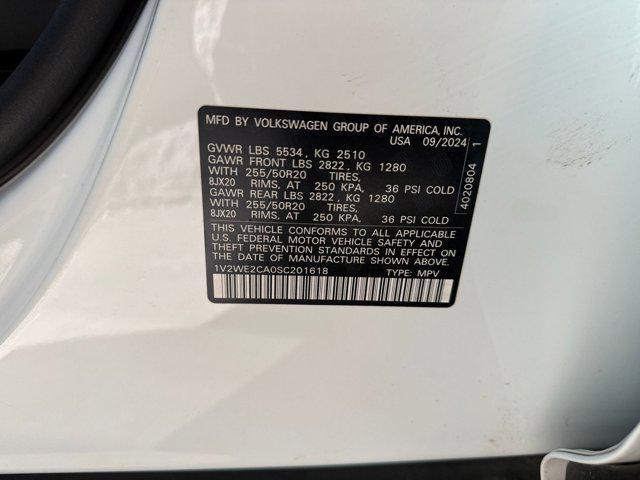 MFD BY VOLKSWAGEN GROUP OF AMERICA, INC.
USA 09/2024
GVWR LBS 5534, KG 2510
GAWR FRONT LBS 2822, KG 1280
WITH 255/50R20 TIRES,
8JX20 RIMS, AT 250 KPA, 36 PSI COLD
GAWR REAR LBS 2822, KG 1280
WITH 255/50R20 TIRES,
8JX20 RIMS, AT 250 KPA, 36 PSI COLD
THIS VEHICLE CONFORMS TO ALL APPLICABLE
U.S. FEDERAL MOTOR VEHICLE SAFETY AND
THEFT PREVENTION STANDARDS IN EFFECT ON
THE DATE OF MANUFACTURE SHOWN ABOVE.
1V2WE2CA0SC201618 TYPE: MPV
4020804 1